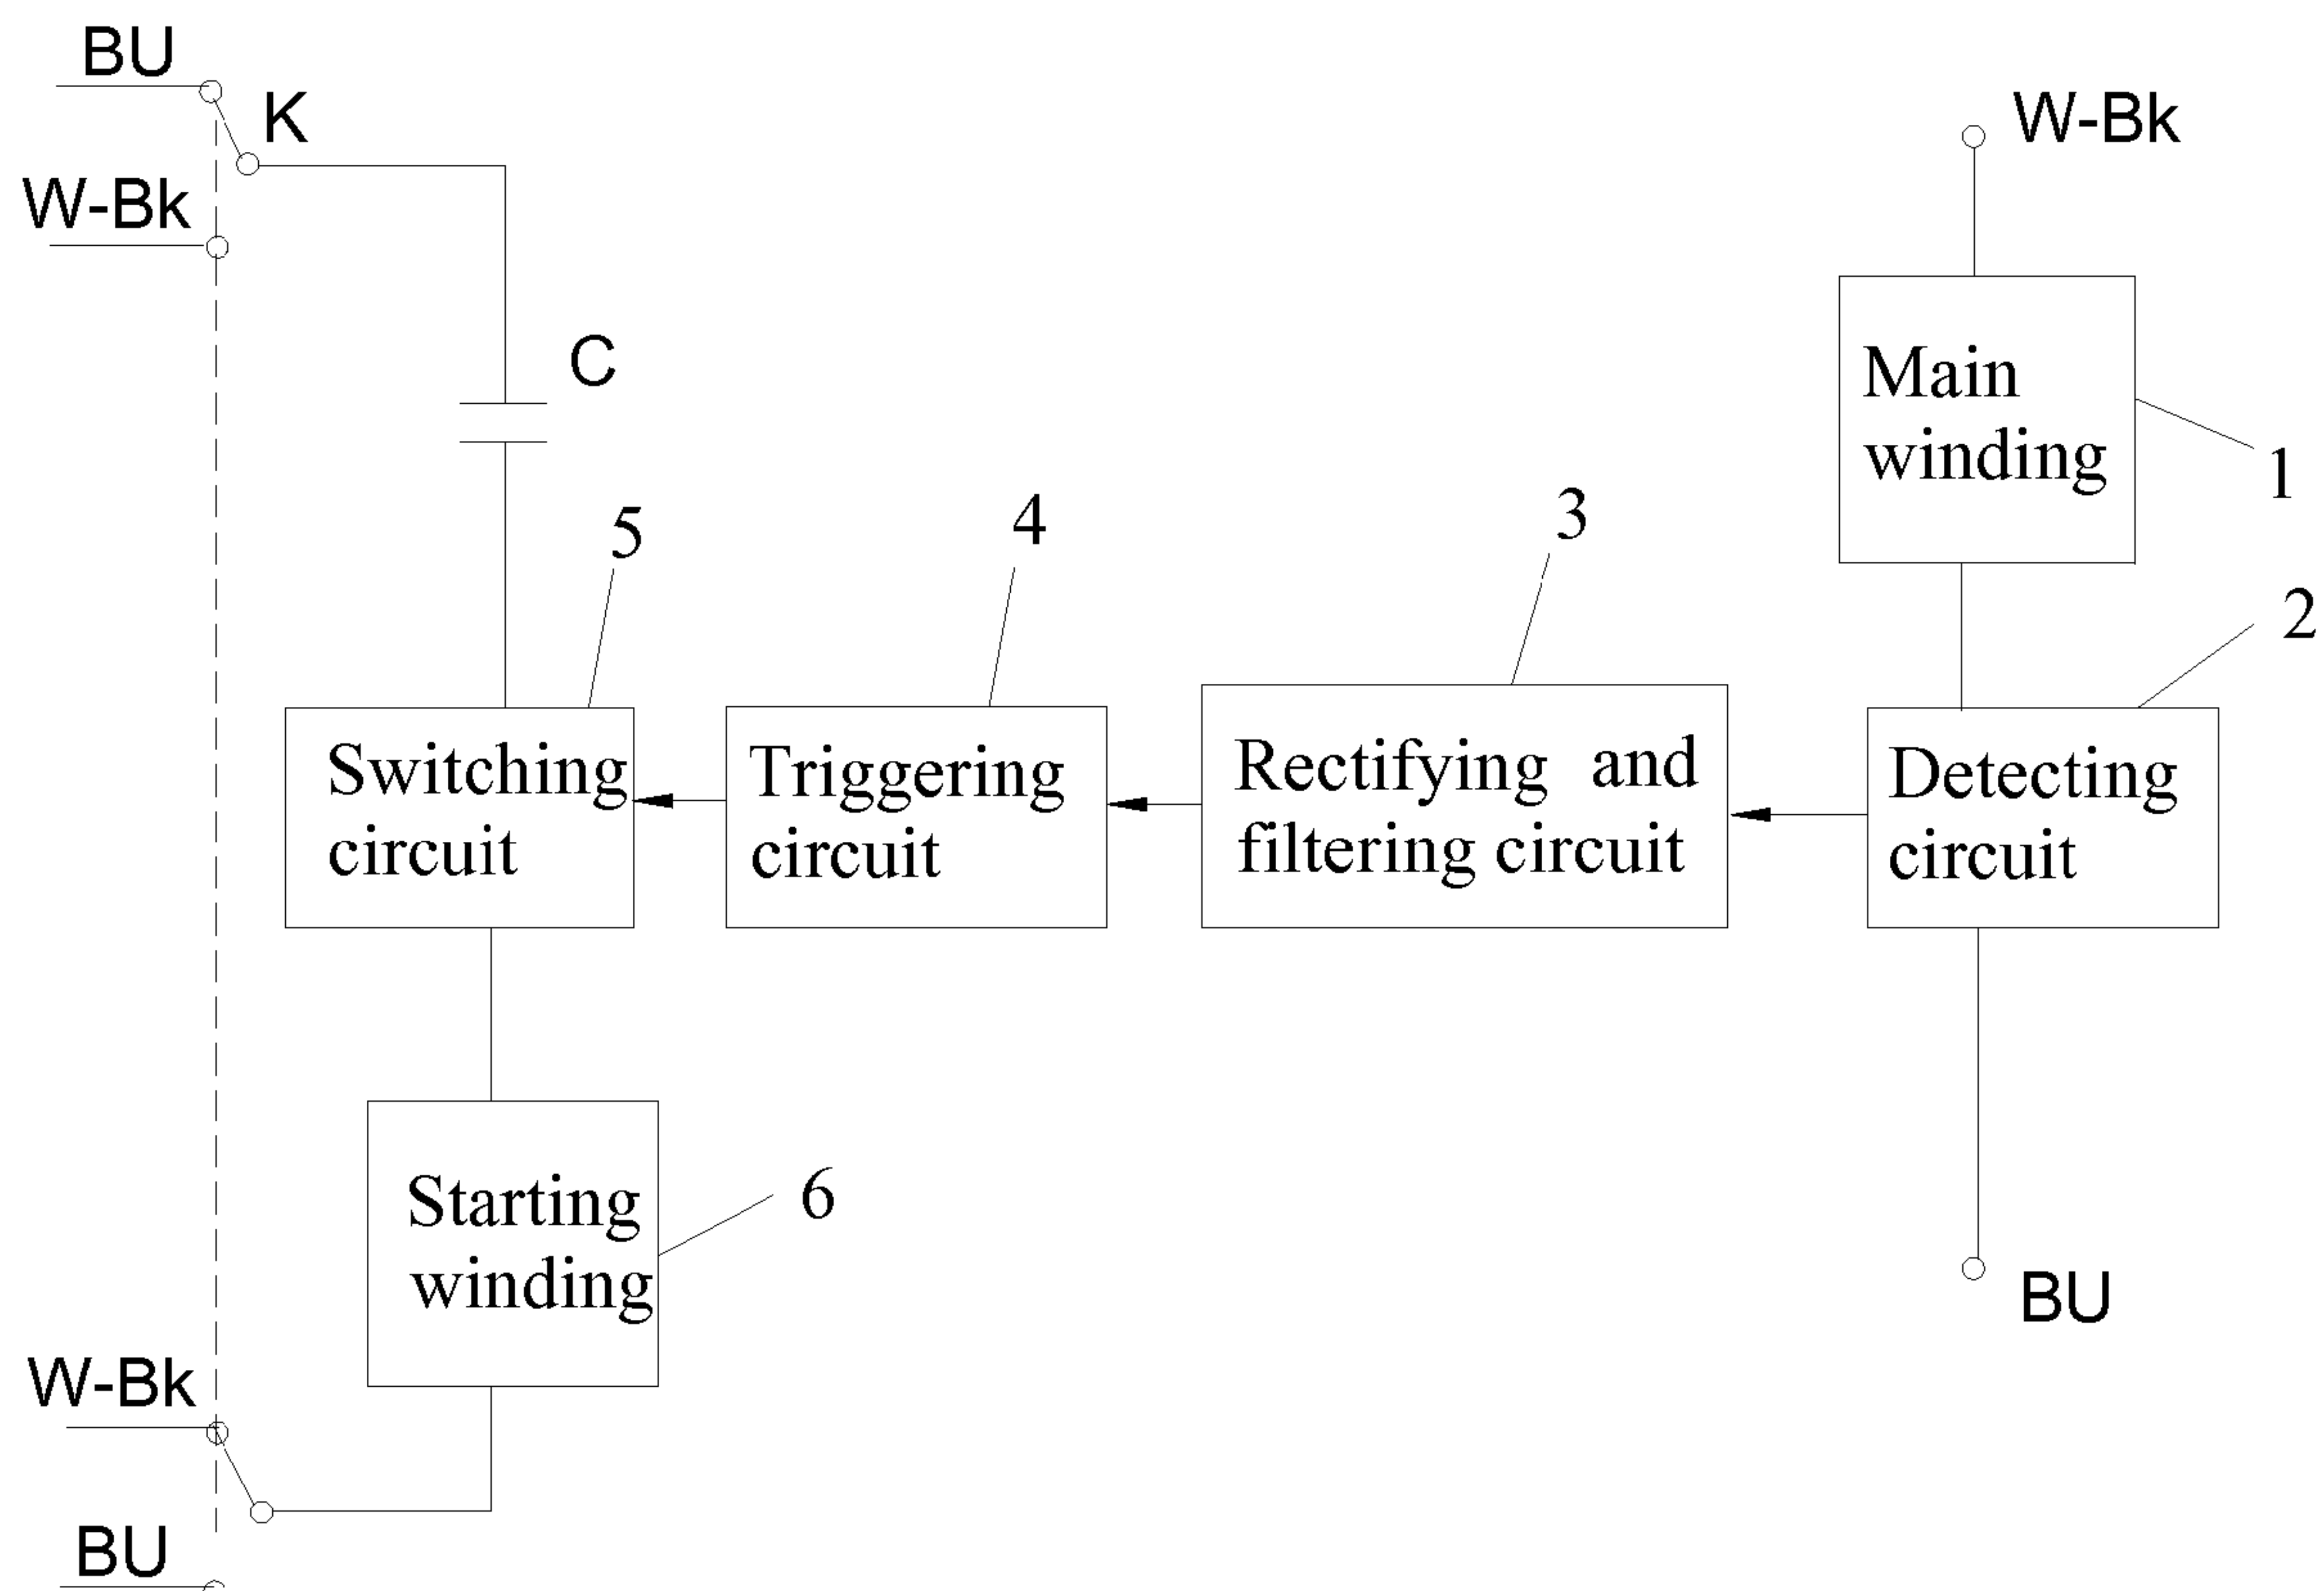 BU
K
W-Bk
W-Bk
C
Main
winding
1
5
4
3
2
Switching
circuit
Triggering
circuit
Rectifying and
filtering circuit
Detecting
circuit
Starting
winding
6
BU
W-Bk
BU